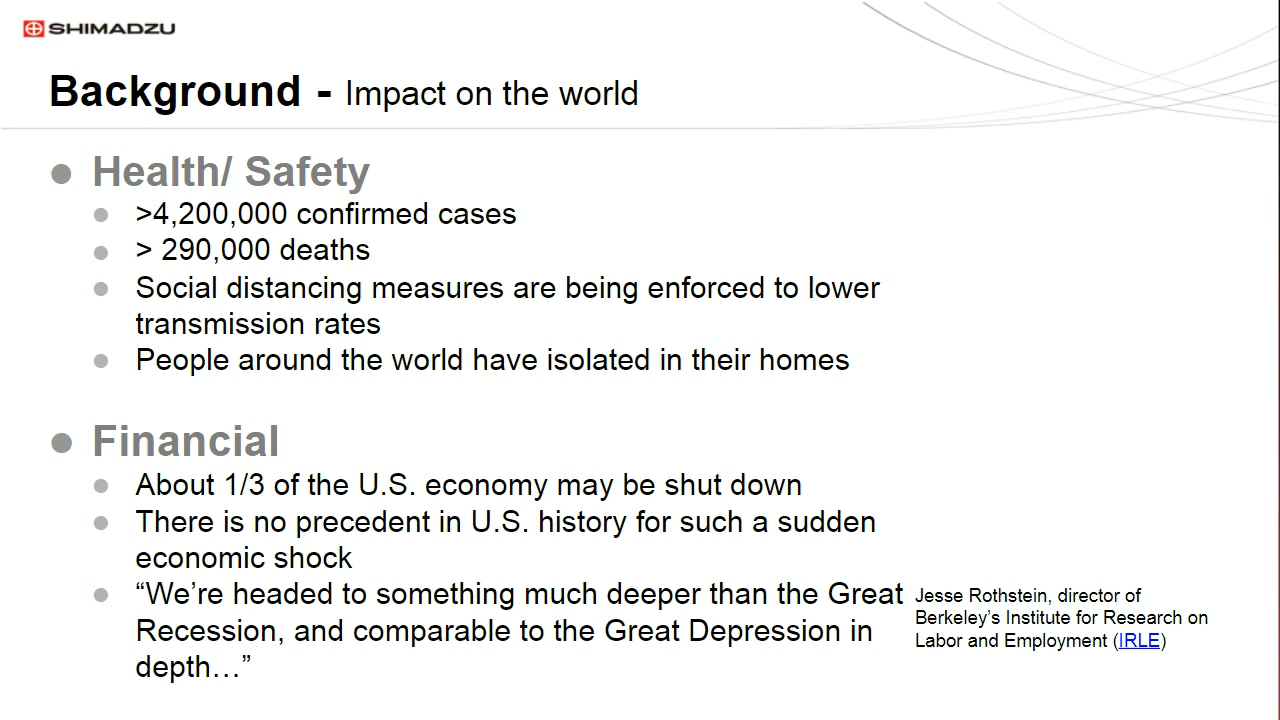 SHIMADZU
Background - Impact on the world
Health/ Safety
>4,200,000 confirmed cases
> 290,000 deaths
Social distancing measures are being enforced to lower
transmission rates
People around the world have isolated in their homes
Financial
About 1/3 of the U.S. economy may be shut down
There is no precedent in U.S. history for such a sudden
economic shock
“We’re headed to something much deeper than the Great
Recession, and comparable to the Great Depression in
depth…”
Jesse Rothstein, director of
Berkeley’s Institute for Research on
Labor and Employment (IRLE)